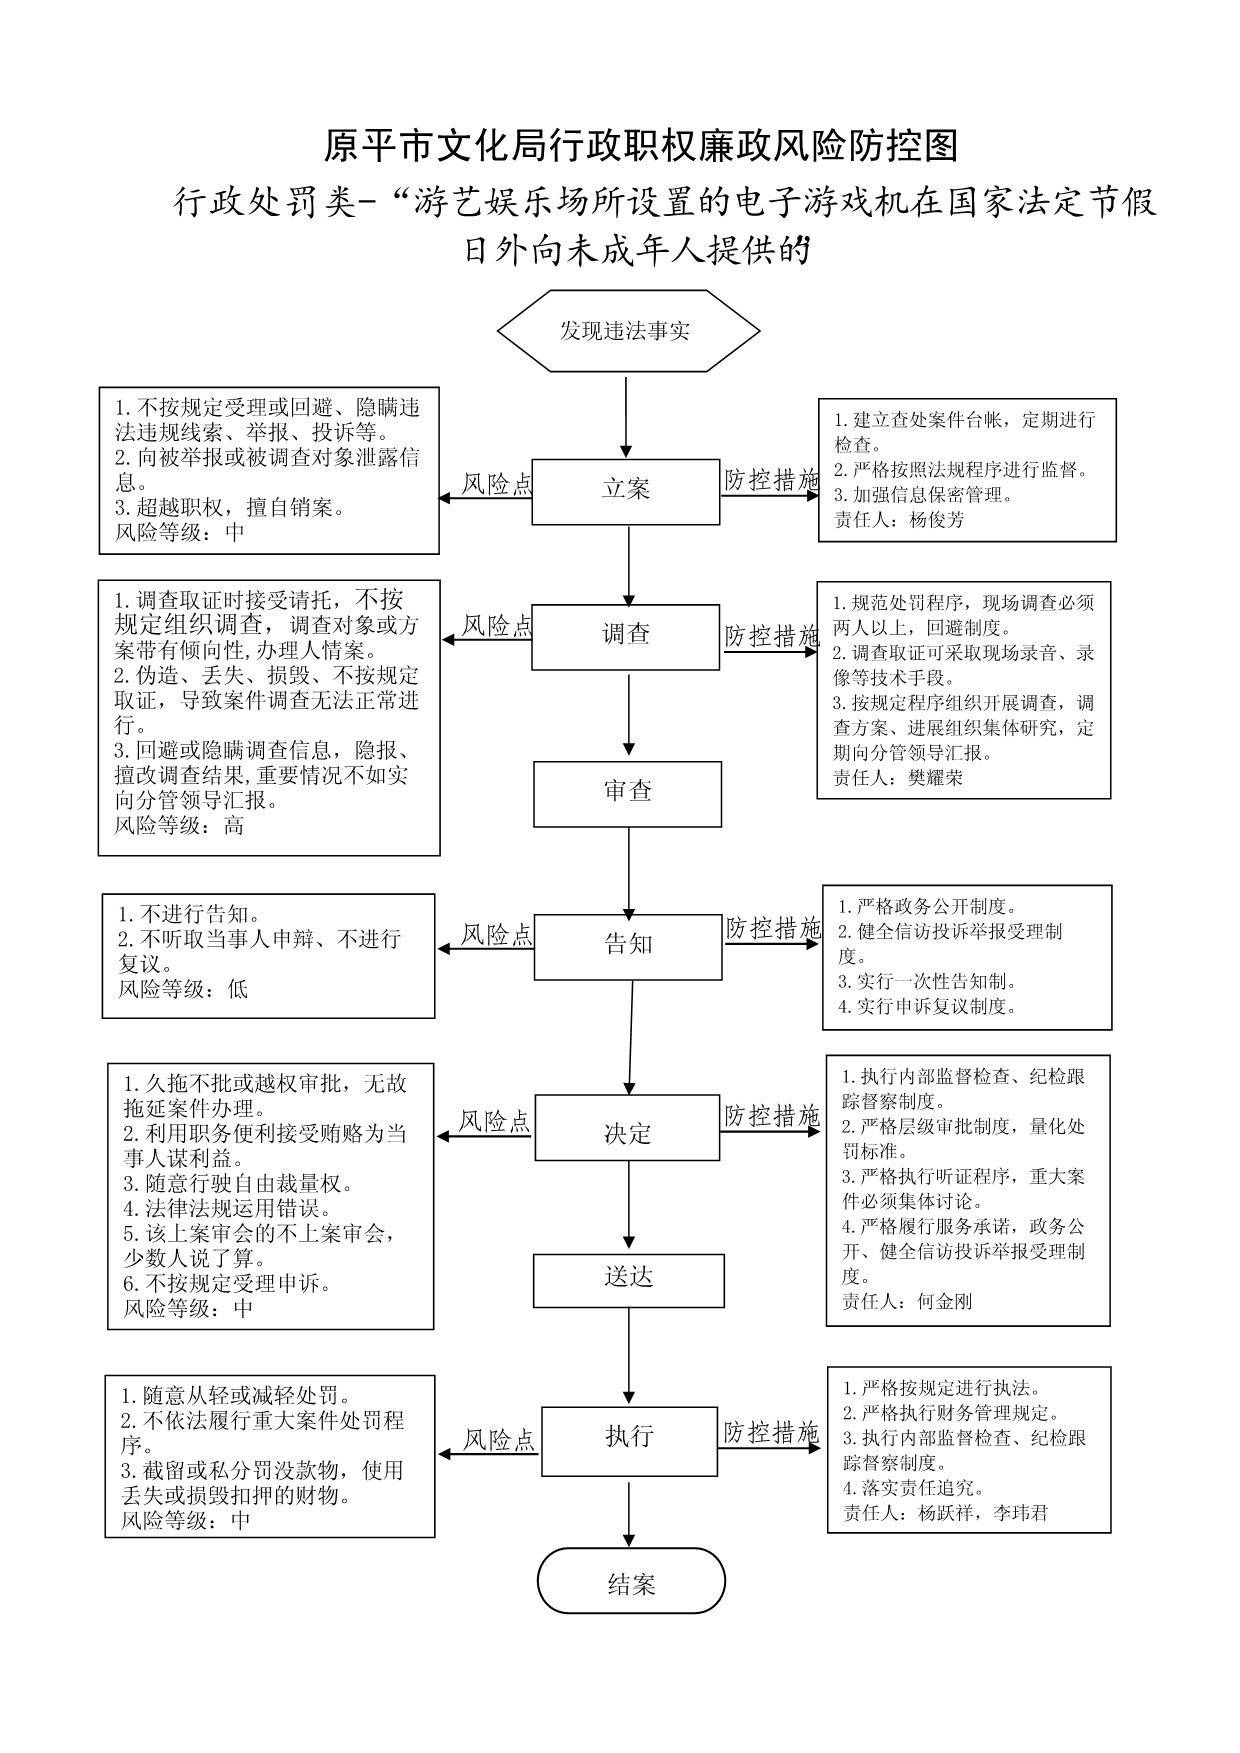 原平市文化局行政职权廉政风险防控图
行政处罚类-“游艺娱乐场所设置的电子游戏机在国家法定节假
日外向未成年人提供的”
发现违法事实
1.不按规定受理或回避、隐瞒违
法违规线索、举报、投诉等。
2.向被举报或被调查对象泄露信
息。
3.超越职权，擅自销案。
风险等级：中
风险点
立案
防控措施
1.建立查处案件台帐，定期进行
检查。
2.严格按照法规程序进行监督。
3.加强信息保密管理。
责任人：杨俊芳
1.调查取证时接受请托，不按
规定组织调查，调查对象或方
案带有倾向性,办理人情案。
2.伪造、丢失、损毁、不按规定
取证，导致案件调查无法正常进
行。
3.回避或隐瞒调查信息，隐报、
擅改调查结果,重要情况不如实
向分管领导汇报。
风险等级：高
风险点
调查
防控措施
1.规范处罚程序，现场调查必须
两人以上，回避制度。
2.调查取证可采取现场录音、录
像等技术手段。
3.按规定程序组织开展调查，调
查方案、进展组织集体研究，定
期向分管领导汇报。
责任人：樊耀荣
审查
1.不进行告知。
2.不听取当事人申辩、不进行
复议。
风险等级：低
风险点
告知
防控措施
1.严格政务公开制度。
2.健全信访投诉举报受理制
度。
3.实行一次性告知制。
4.实行申诉复议制度。
1.久拖不批或越权审批，无故
拖延案件办理。
2.利用职务便利接受贿赂为当
事人谋利益。
3.随意行驶自由裁量权。
4.法律法规运用错误。
5.该上案审会的不上案审会，
少数人说了算。
6.不按规定受理申诉。
风险等级：中
风险点
决定
防控措施
1.执行内部监督检查、纪检跟
踪督察制度。
2.严格层级审批制度，量化处
罚标准。
3.严格执行听证程序，重大案
件必须集体讨论。
4.严格履行服务承诺，政务公
开、健全信访投诉举报受理制
度。
责任人：何金刚
送达
1.随意从轻或减轻处罚。
2.不依法履行重大案件处罚程
序。
3.截留或私分罚没款物，使用
丢失或损毁扣押的财物。
风险等级：中
风险点
执行
防控措施
1.严格按规定进行执法。
2.严格执行财务管理规定。
3.执行内部监督检查、纪检跟
踪督察制度。
4.落实责任追究。
责任人：杨跃祥，李玮君
结案